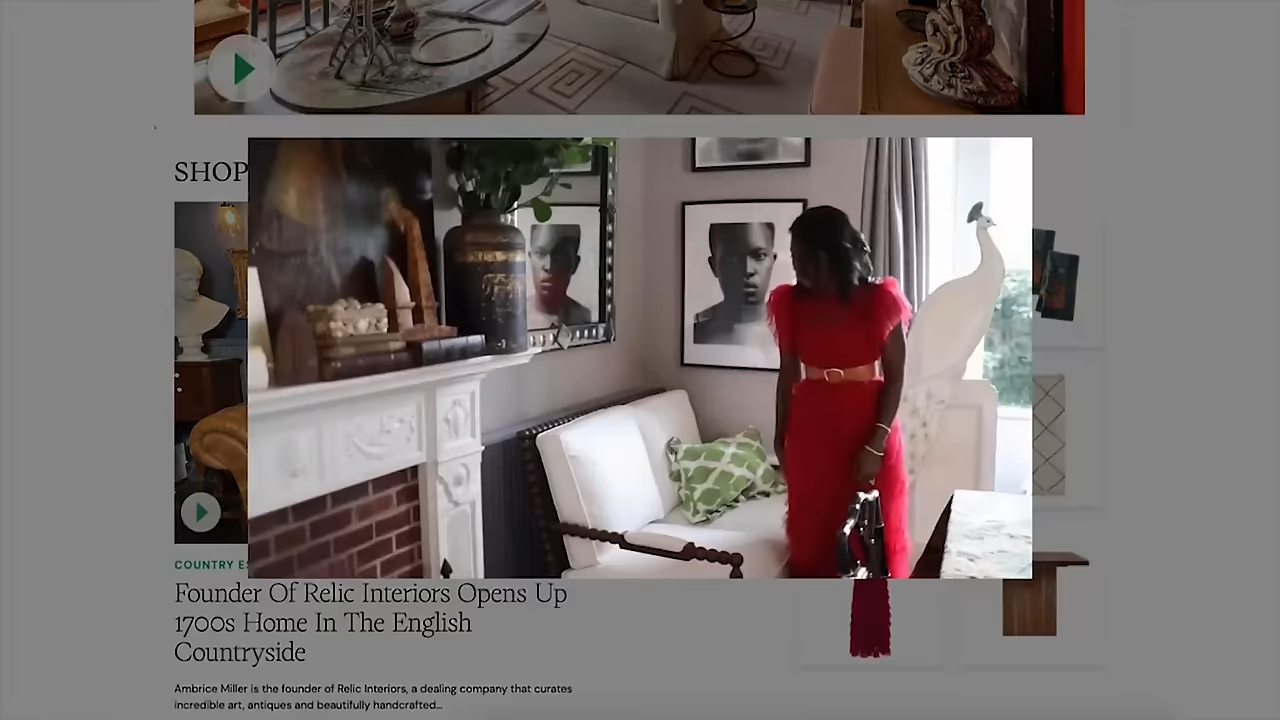 SHOP
COUNTRY
Founder Of Relic Interiors Opens Up
1700s Home In The English
Countryside
Ambrice Miller is the founder of Relic Interiors, a dealing company that curates
incredible art, antiques and beautifully handcrafted...